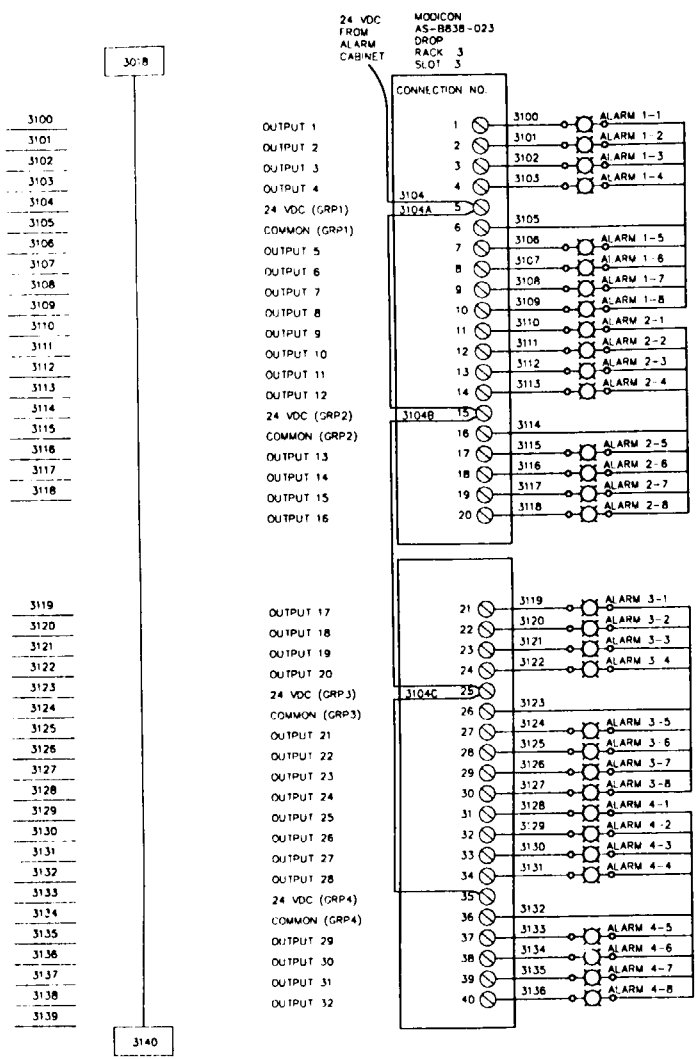 24 VDC
FROM
ALARM
CABINET
MODICON
AS-B838-023
DROP
RACK 3
SLOT 3
3018
CONNECTION NO.
3100 OUTPUT 1 1 3100 ALARM 1-1
3101 OUTPUT 2 2 3101 ALARM 1-2
3102 OUTPUT 3 3 3102 ALARM 1-3
3103 OUTPUT 4 4 3103 ALARM 1-4
3104
3104 24 VDC (GRP1) 3104A 5
3105 COMMON (GRP1) 6 3105
3106 OUTPUT 5 7 3106 ALARM 1-5
3107 OUTPUT 6 8 3107 ALARM 1-6
3108 OUTPUT 7 9 3108 ALARM 1-7
3109 OUTPUT 8 10 3109 ALARM 1-8
3110 OUTPUT 9 11 3110 ALARM 2-1
3111 OUTPUT 10 12 3111 ALARM 2-2
3112 OUTPUT 11 13 3112 ALARM 2-3
3113 OUTPUT 12 14 3113 ALARM 2-4
3114 24 VDC (GRP2) 3104B 15
3115 COMMON (GRP2) 16 3114
3116 OUTPUT 13 17 3115 ALARM 2-5
3117 OUTPUT 14 18 3116 ALARM 2-6
3118 OUTPUT 15 19 3117 ALARM 2-7
OUTPUT 16 20 3118 ALARM 2-8
3119 OUTPUT 17 21 3119 ALARM 3-1
3120 OUTPUT 18 22 3120 ALARM 3-2
3121 OUTPUT 19 23 3121 ALARM 3-3
3122 OUTPUT 20 24 3122 ALARM 3-4
3123 24 VDC (GRP3) 3104C 25
3124 COMMON (GRP3) 26 3123
3125 OUTPUT 21 27 3124 ALARM 3-5
3126 OUTPUT 22 28 3125 ALARM 3-6
3127 OUTPUT 23 29 3126 ALARM 3-7
3128 OUTPUT 24 30 3127 ALARM 3-8
3129 OUTPUT 25 31 3128 ALARM 4-1
3130 OUTPUT 26 32 3129 ALARM 4-2
3131 OUTPUT 27 33 3130 ALARM 4-3
3132 OUTPUT 28 34 3131 ALARM 4-4
3133 24 VDC (GRP4) 35
3134 COMMON (GRP4) 36 3132
3135 OUTPUT 29 37 3133 ALARM 4-5
3136 OUTPUT 30 38 3134 ALARM 4-6
3137 OUTPUT 31 39 3135 ALARM 4-7
3138 OUTPUT 32 40 3136 ALARM 4-8
3139
3140